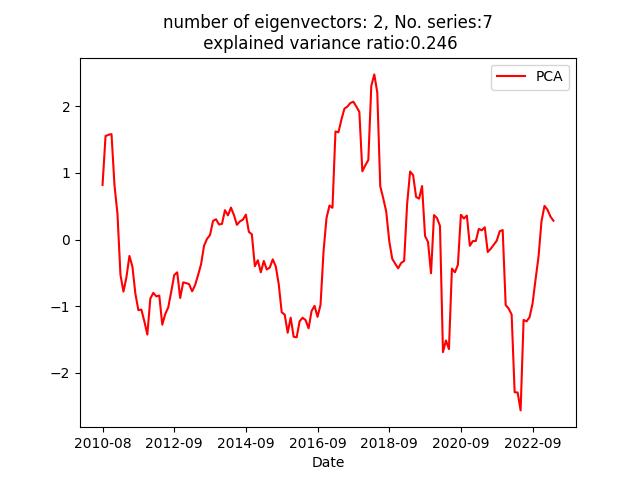 number of eigenvectors: 2, No. series:7
explained variance ratio:0.246
PCA
2
1
0
−1
−2
2010-08 2012-09 2014-09 2016-09 2018-09 2020-09 2022-09
Date